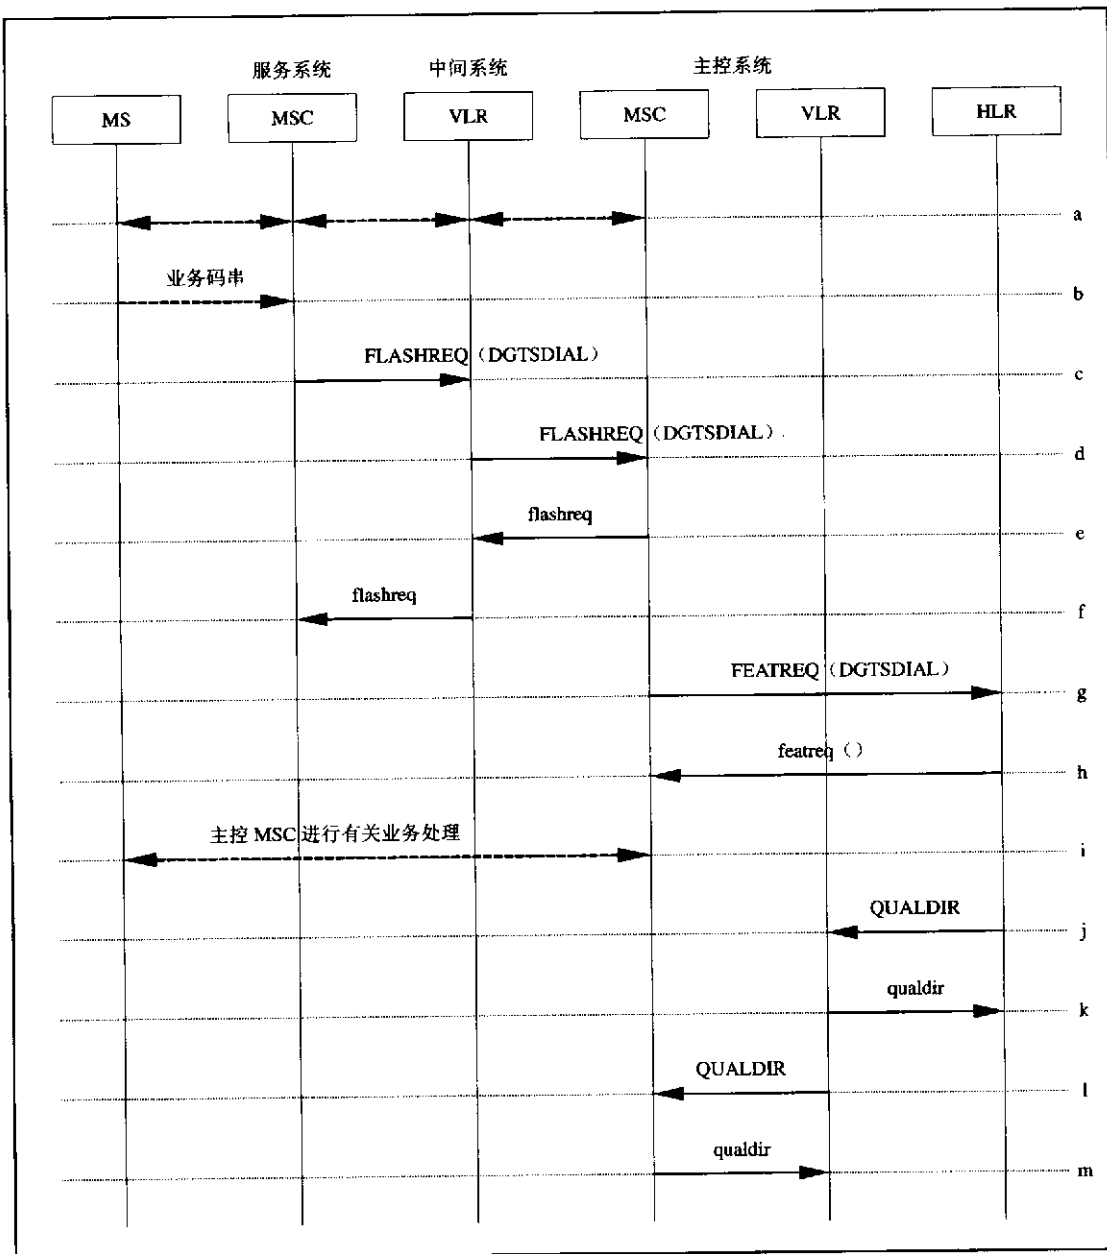 服务系统 中间系统 主控系统
MS MSC VLR MSC VLR HLR
a
业务码串
b
FLASHREQ（DGTSDIAL）
c
FLASHREQ（DGTSDIAL）
d
flashreq
e
flashreq
f
FEATREQ（DGTSDIAL）
g
featreq（）
h
主控 MSC 进行有关业务处理
i
QUALDIR
j
qualdir
k
QUALDIR
l
qualdir
m